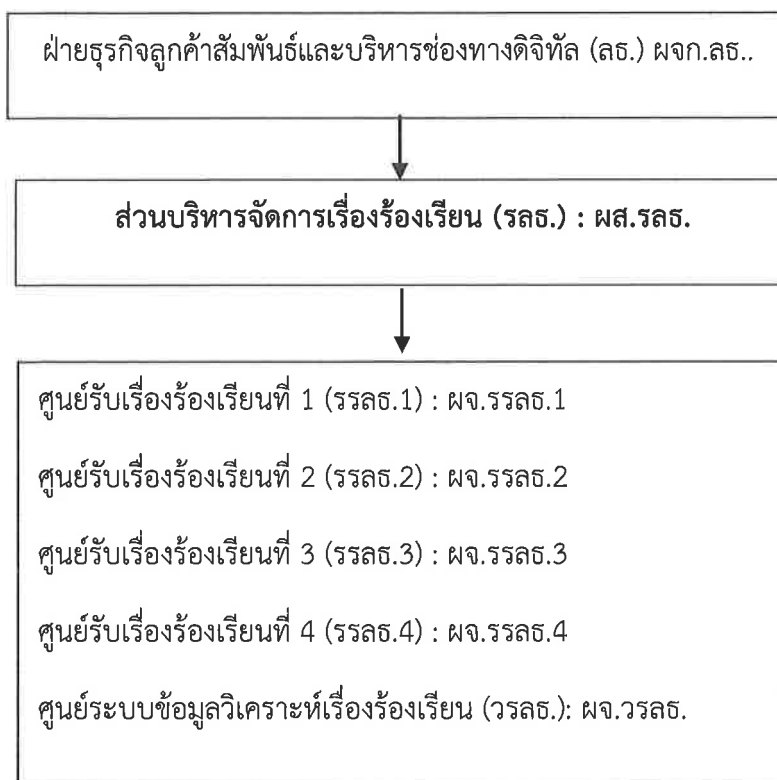 ฝ่ายธุรกิจลูกค้าสัมพันธ์และบริหารช่องทางดิจิทัล (ลธ.) ผจก.ลธ..
ส่วนบริหารจัดการเรื่องร้องเรียน (รลธ.) : ผส.รลธ.
ศูนย์รับเรื่องร้องเรียนที่ 1 (รรลธ.1) : ผจ.รรลธ.1
ศูนย์รับเรื่องร้องเรียนที่ 2 (รรลธ.2) : ผจ.รรลธ.2
ศูนย์รับเรื่องร้องเรียนที่ 3 (รรลธ.3) : ผจ.รรลธ.3
ศูนย์รับเรื่องร้องเรียนที่ 4 (รรลธ.4) : ผจ.รรลธ.4
ศูนย์ระบบข้อมูลวิเคราะห์เรื่องร้องเรียน (วรลธ.): ผจ.วรลธ.